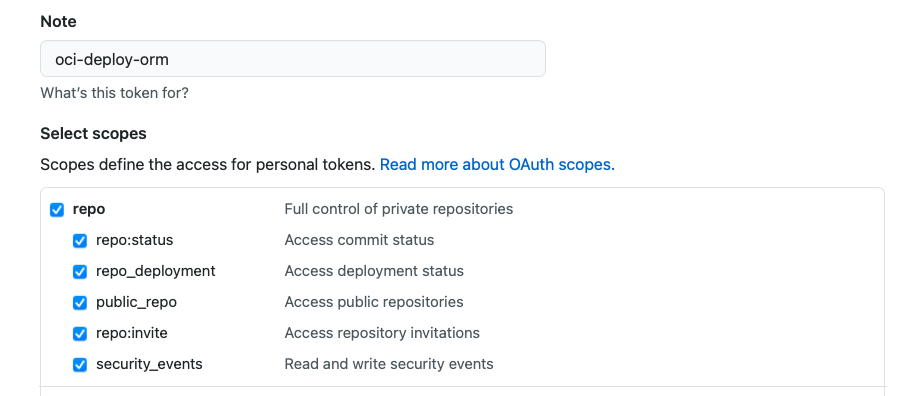 Note
oci-deploy-orm
What's this token for?
Select scopes
Scopes define the access for personal tokens. Read more about OAuth scopes.
repo Full control of private repositories
repo:status Access commit status
repo_deployment Access deployment status
public_repo Access public repositories
repo:invite Access repository invitations
security_events Read and write security events